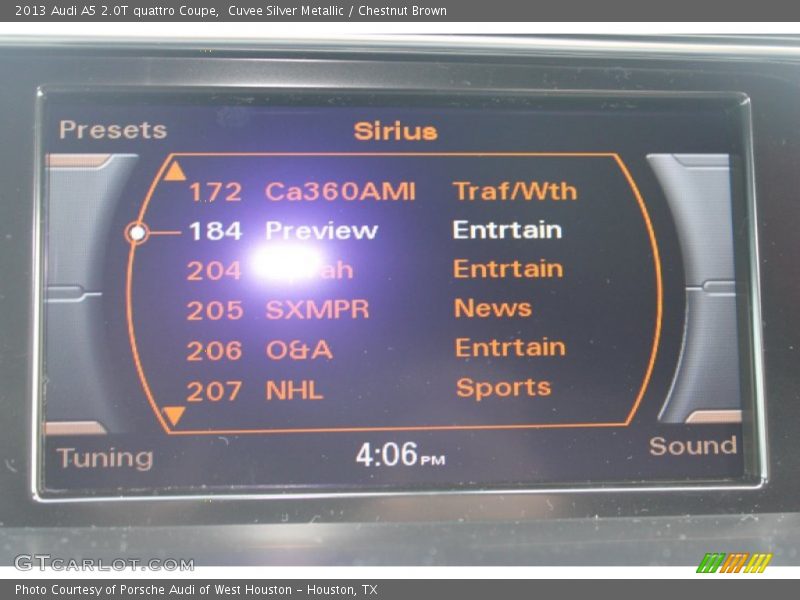 2013 Audi A5 2.0T quattro Coupe, Cuvee Silver Metallic / Chestnut Brown
Presets Sirius
172 Ca360AMI Traf/Wth
184 Preview Entrtain
204 Entrtain
205 SXMPR News
206 O&A Entrtain
207 NHL Sports
Tuning 4:06 PM Sound
GTCARLOT.COM
Photo Courtesy of Porsche Audi of West Houston - Houston, TX